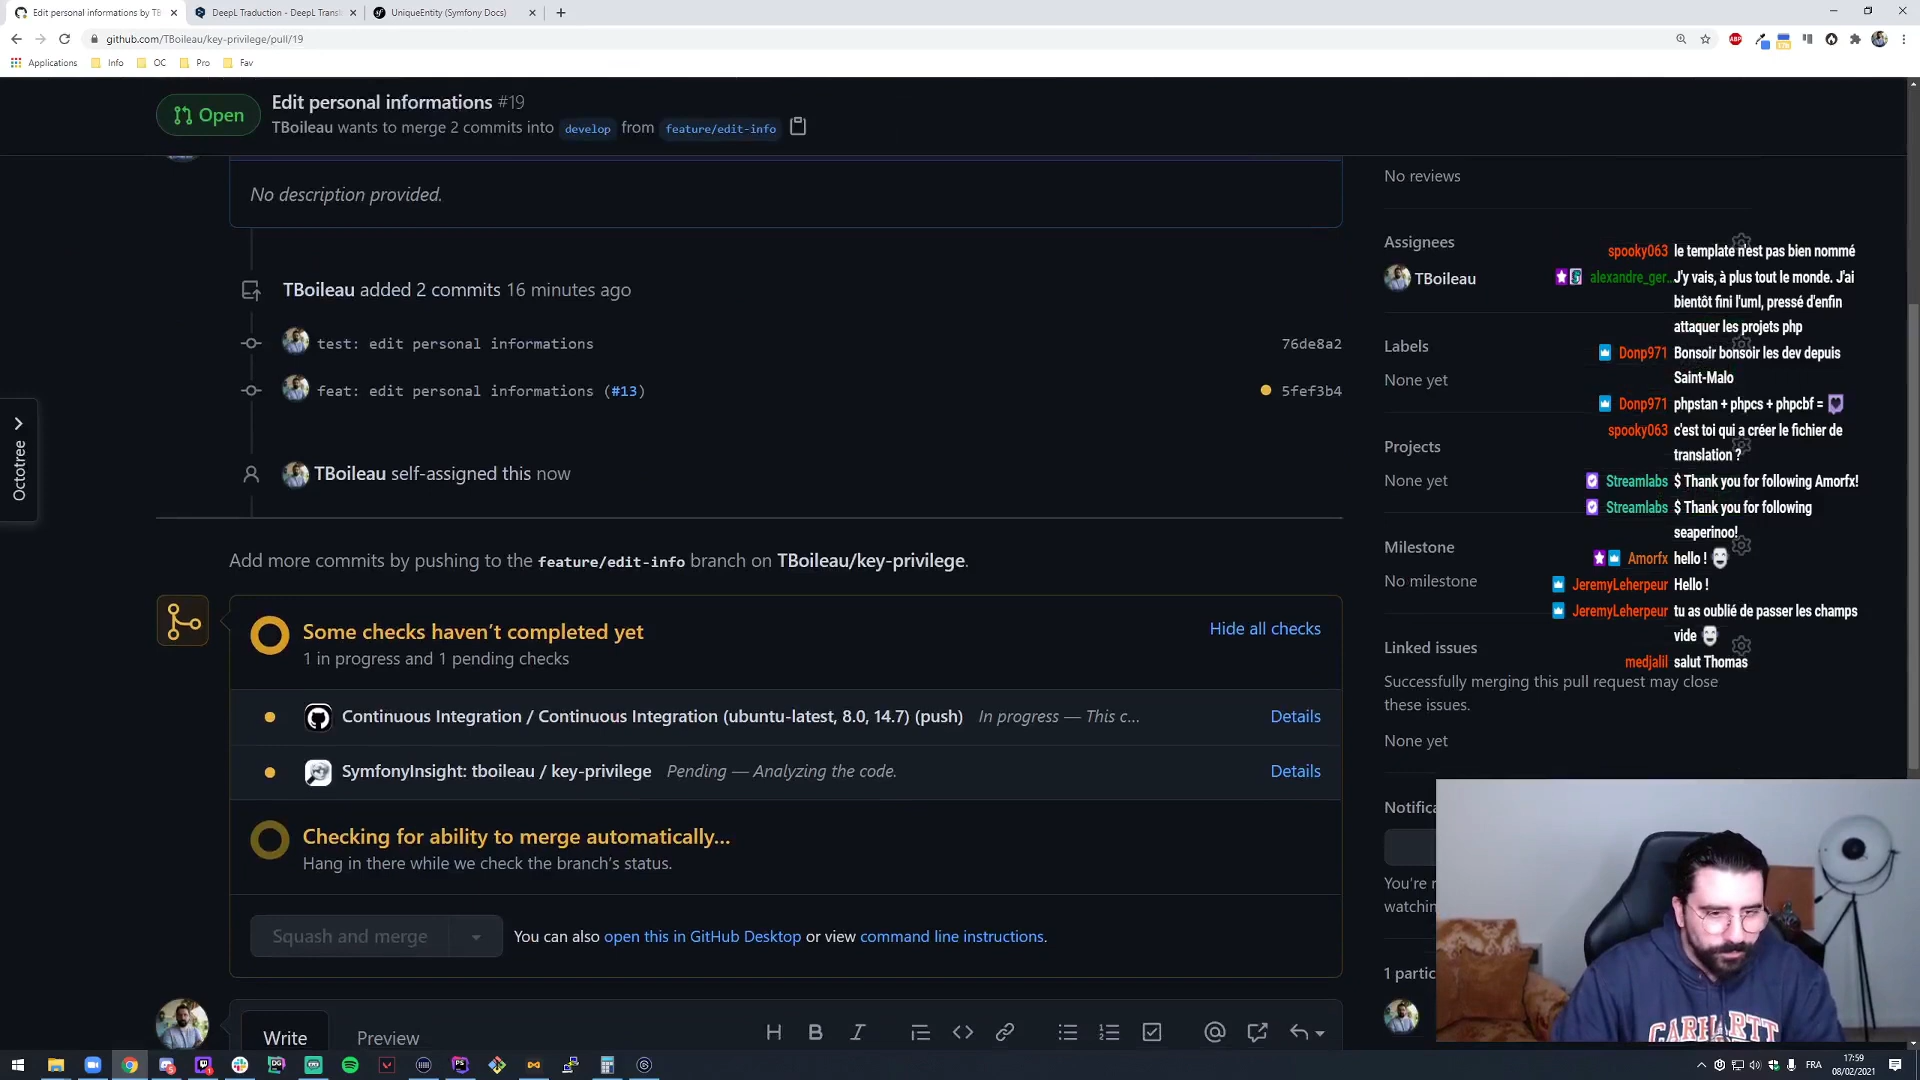 Edit personal informations by TB
DeepL Traduction - DeepL Trans
UniqueEntity (Symfony Docs)
github.com/TBoileau/key-privilege/pull/19
ABP
Applications
Info
OC
Pro
Fav
Open
Edit personal informations #19
TBoileau wants to merge 2 commits into develop from feature/edit-info
No description provided.
TBoileau added 2 commits 16 minutes ago
test: edit personal informations
76de8a2
feat: edit personal informations (#13)
5fef3b4
TBoileau self-assigned this now
Octotree
Add more commits by pushing to the feature/edit-info branch on TBoileau/key-privilege.
Some checks haven't completed yet
1 in progress and 1 pending checks
Hide all checks
Continuous Integration / Continuous Integration (ubuntu-latest, 8.0, 14.7) (push) In progress — This c...
Details
SymfonyInsight: tboileau / key-privilege Pending — Analyzing the code.
Details
Checking for ability to merge automatically...
Hang in there while we check the branch's status.
Squash and merge
You can also open this in GitHub Desktop or view command line instructions.
Write
Preview
No reviews
Assignees
TBoileau
Labels
None yet
Projects
None yet
Milestone
No milestone
Linked issues
Successfully merging this pull request may close
these issues.
None yet
Notifica
You're r
watchin
1 partic
spooky063 le template n'est pas bien nommé
alexandre_ger... J'y vais, à plus tout le monde. J'ai
bientôt fini l'uml, pressé d'enfin
attaquer les projets php
Donp971 Bonsoir bonsoir les dev depuis
Saint-Malo
Donp971 phpstan + phpcs + phpcbf =
spooky063 c'est toi qui a créer le fichier de
translation ?
Streamlabs $ Thank you for following Amorfx!
Streamlabs $ Thank you for following
seaperinoo!
Amorfx hello !
JeremyLeherpeur Hello !
JeremyLeherpeur tu as oublié de passer les champs
vide
medjalil salut Thomas
CARHARTT
FRA
17:59
08/02/2021